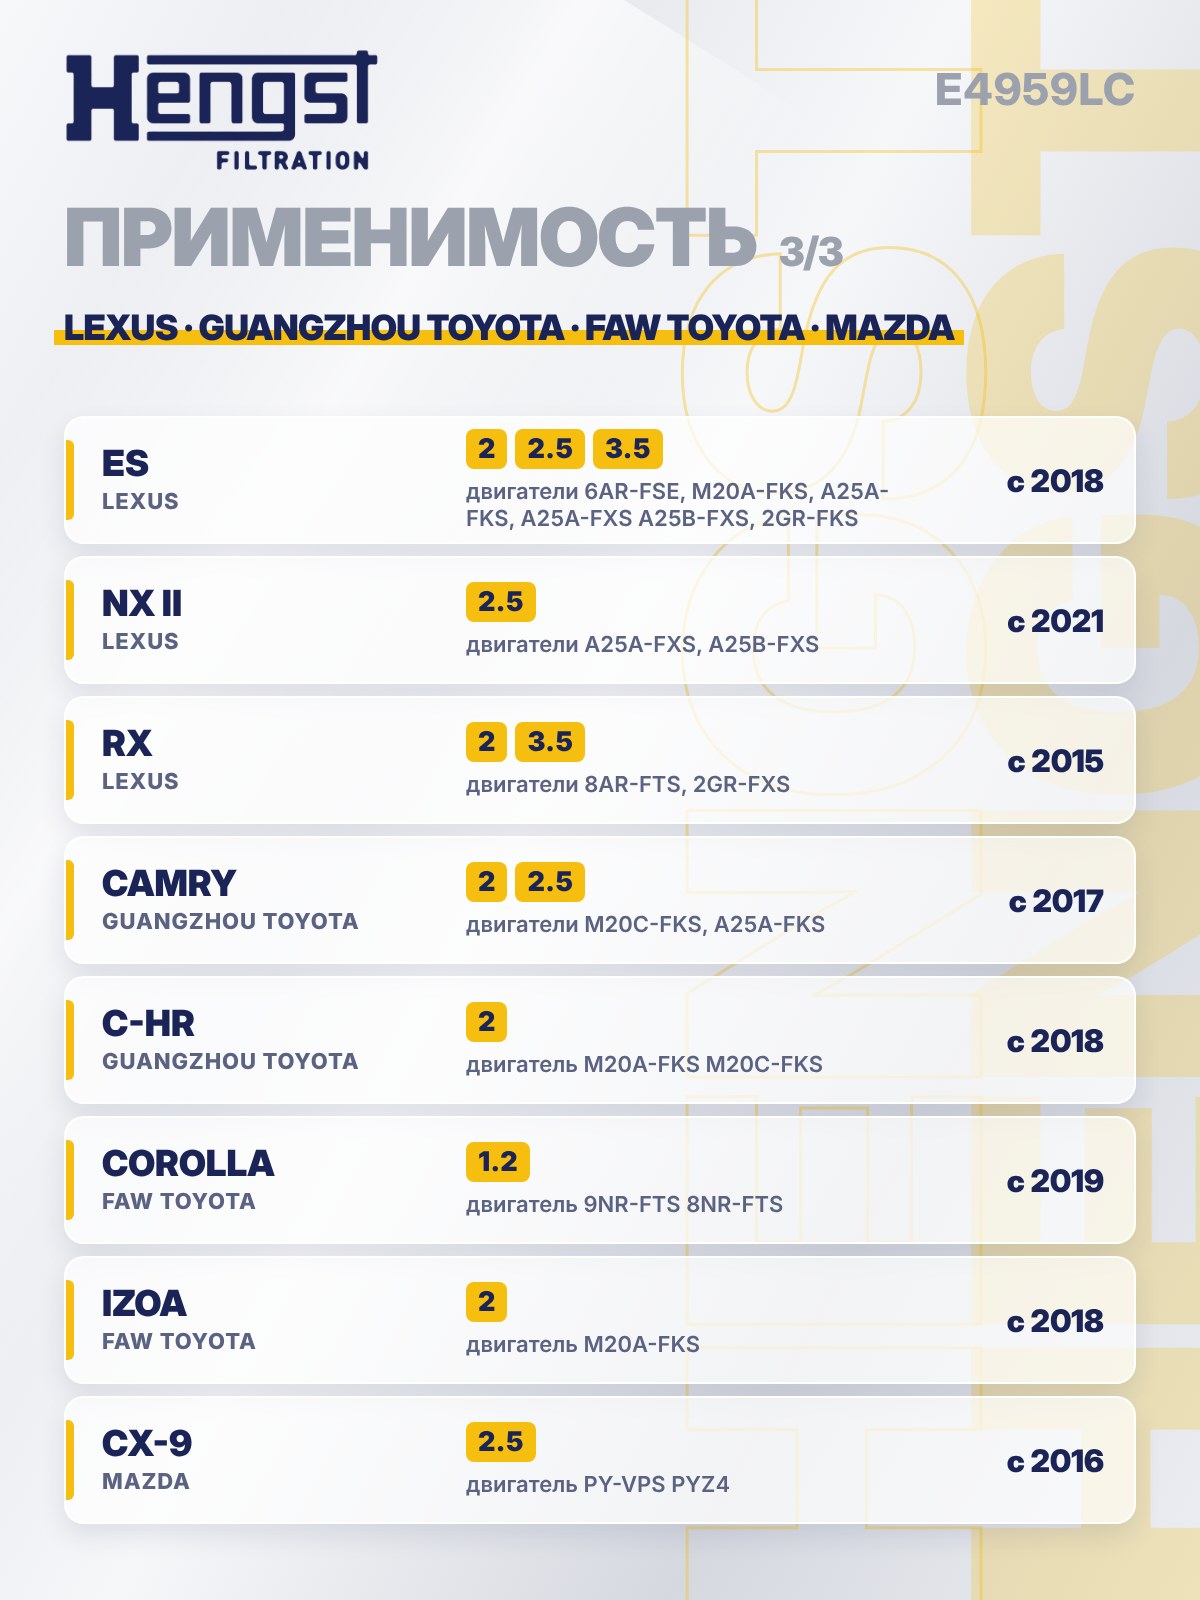 Hengst
FILTRATION
E4959LC
ПРИМЕНИМОСТЬ 3/3
LEXUS · GUANGZHOU TOYOTA · FAW TOYOTA · MAZDA
ES
LEXUS
2 2.5 3.5
двигатели 6AR-FSE, M20A-FKS, A25A-
FKS, A25A-FXS A25B-FXS, 2GR-FKS
с 2018
NX II
LEXUS
2.5
двигатели A25A-FXS, A25B-FXS
с 2021
RX
LEXUS
2 3.5
двигатели 8AR-FTS, 2GR-FXS
с 2015
CAMRY
GUANGZHOU TOYOTA
2 2.5
двигатели M20C-FKS, A25A-FKS
с 2017
C-HR
GUANGZHOU TOYOTA
2
двигатель M20A-FKS M20C-FKS
с 2018
COROLLA
FAW TOYOTA
1.2
двигатель 9NR-FTS 8NR-FTS
с 2019
IZOA
FAW TOYOTA
2
двигатель M20A-FKS
с 2018
CX-9
MAZDA
2.5
двигатель PY-VPS PYZ4
с 2016
HENGST
HENGST